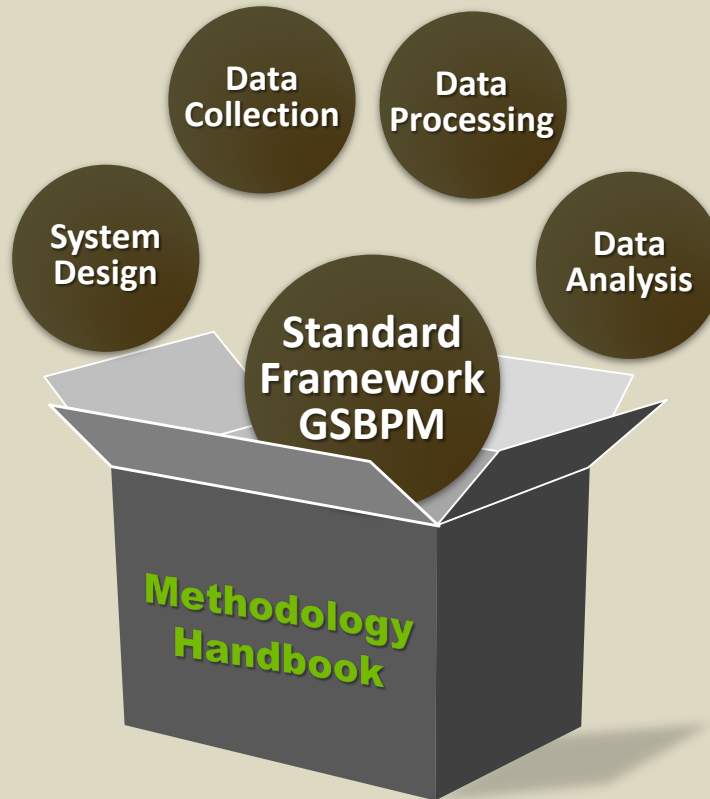 Data
Collection
Data
Processing
System
Design
Data
Analysis
Standard
Framework
GSBPM
Methodology
Handbook